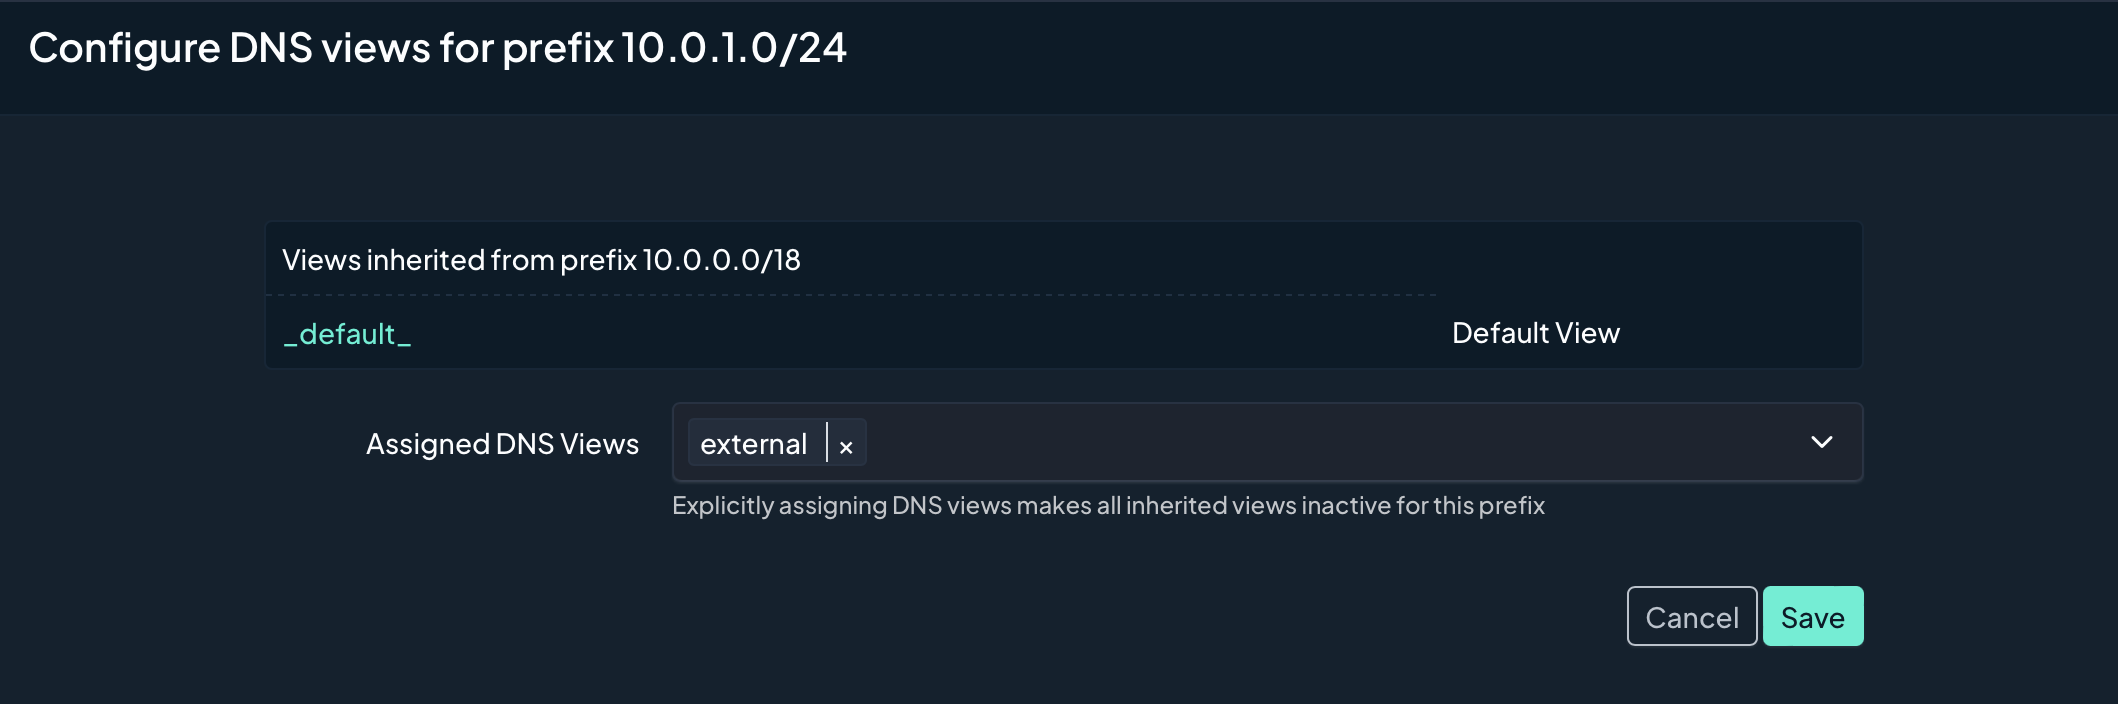 Configure DNS views for prefix 10.0.1.0/24
Views inherited from prefix 10.0.0.0/18
_default_ Default View
Assigned DNS Views external ×
Explicitly assigning DNS views makes all inherited views inactive for this prefix
Cancel Save